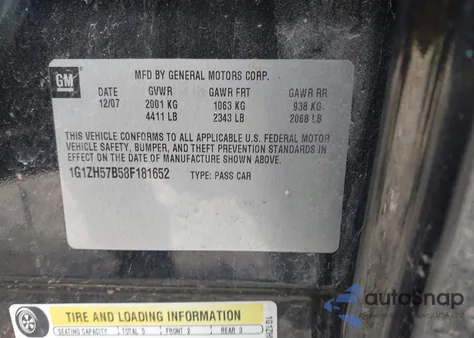 GM
MFD BY GENERAL MOTORS CORP.
DATE GVWR GAWR FRT GAWR RR
12/07 2001 KG 1063 KG 938 KG
4411 LB 2343 LB 2068 LB
THIS VEHICLE CONFORMS TO ALL APPLICABLE U.S. FEDERAL MOTOR
VEHICLE SAFETY, BUMPER, AND THEFT PREVENTION STANDARDS IN
EFFECT ON THE DATE OF MANUFACTURE SHOWN ABOVE
1G1ZH57B58F181652 TYPE: PASS CAR
TIRE AND LOADING INFORMATION
SEATING CAPACITY TOTAL 5 FRONT 2 REAR 3
1G1ZH
autoSnap